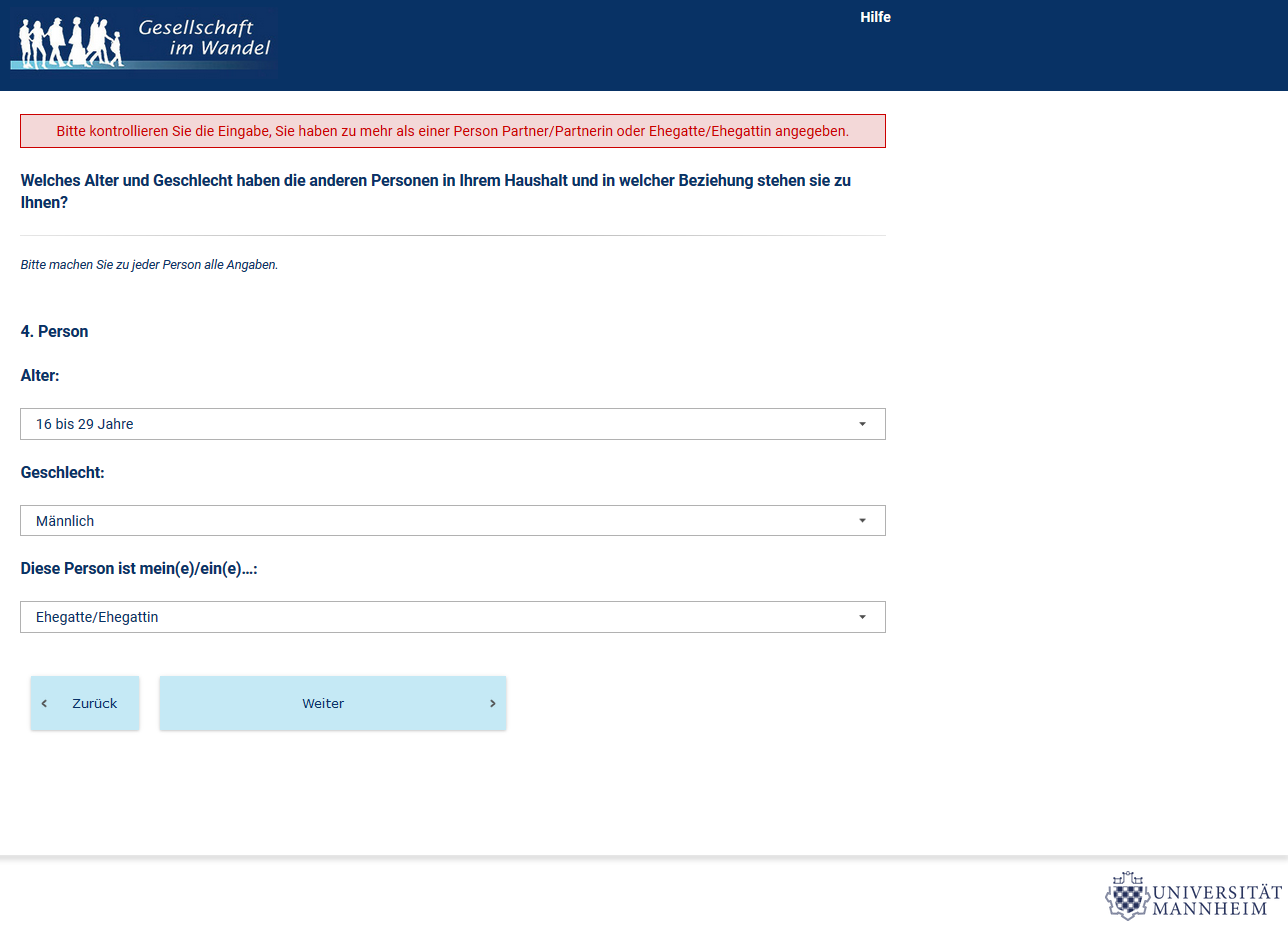 Gesellschaft
im Wandel
Hilfe
Bitte kontrollieren Sie die Eingabe, Sie haben zu mehr als einer Person Partner/Partnerin oder Ehegatte/Ehegattin angegeben.
Welches Alter und Geschlecht haben die anderen Personen in Ihrem Haushalt und in welcher Beziehung stehen sie zu
Ihnen?
Bitte machen Sie zu jeder Person alle Angaben.
4. Person
Alter:
16 bis 29 Jahre
Geschlecht:
Männlich
Diese Person ist mein(e)/ein(e)...:
Ehegatte/Ehegattin
Zurück
Weiter
UNIVERSITÄT
MANNHEIM